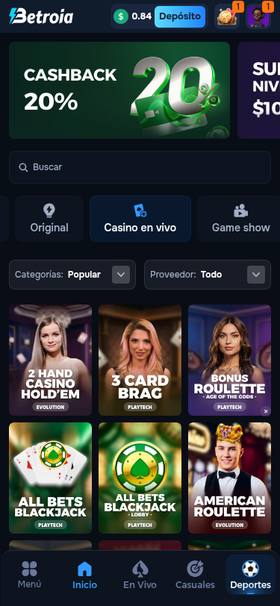 Betroia
$ 0.84 Depósito
1
1
CASHBACK
20%
20
SU
NIV
$10
Buscar
Original
Casino en vivo
Game show
Categorías: Popular
Proveedor: Todo
2 HAND
CASINO
HOLD'EM
EVOLUTION
3 CARD
BRAG
PLAYTECH
BONUS
ROULETTE
- AGE OF THE GODS -
PLAYTECH
ALL BETS
BLACKJACK
PLAYTECH
ALL BETS
BLACKJACK
- LOBBY -
PLAYTECH
AMERICAN
ROULETTE
EVOLUTION
Menú
Inicio
En Vivo
Casuales
Deportes